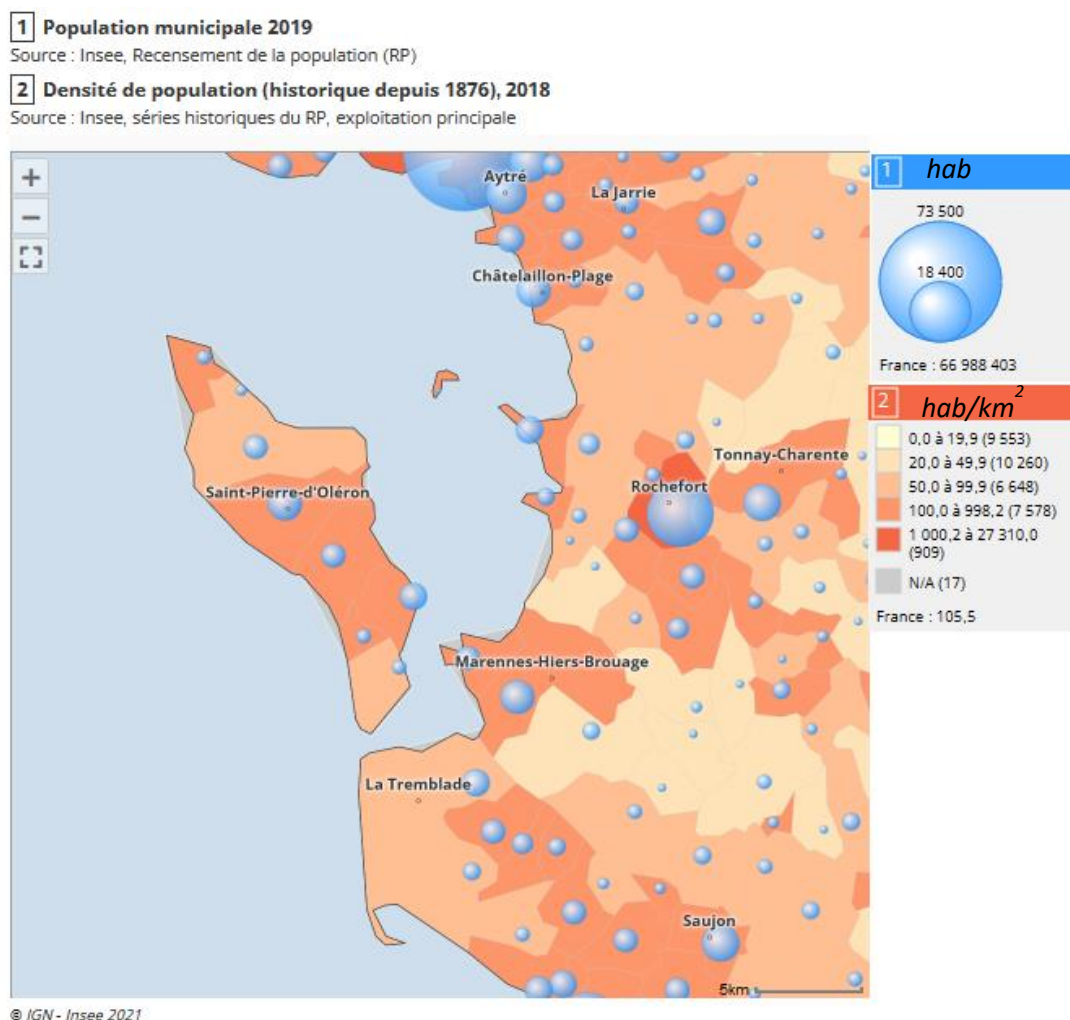 1 Population municipale 2019
Source : Insee, Recensement de la population (RP)
2 Densité de population (historique depuis 1876), 2018
Source : Insee, séries historiques du RP, exploitation principale
+
−
1 hab
73 500
18 400
France : 66 988 403
2 hab/km²
0,0 à 19,9 (9 553)
20,0 à 49,9 (10 260)
50,0 à 99,9 (6 648)
100,0 à 998,2 (7 578)
1 000,2 à 27 310,0
(909)
N/A (17)
France : 105,5
Aytré
La Jarrie
Châtelaillon-Plage
Tonnay-Charente
Saint-Pierre-d'Oléron
Rochefort
Marennes-Hiers-Brouage
La Tremblade
Saujon
5km
© IGN - Insee 2021